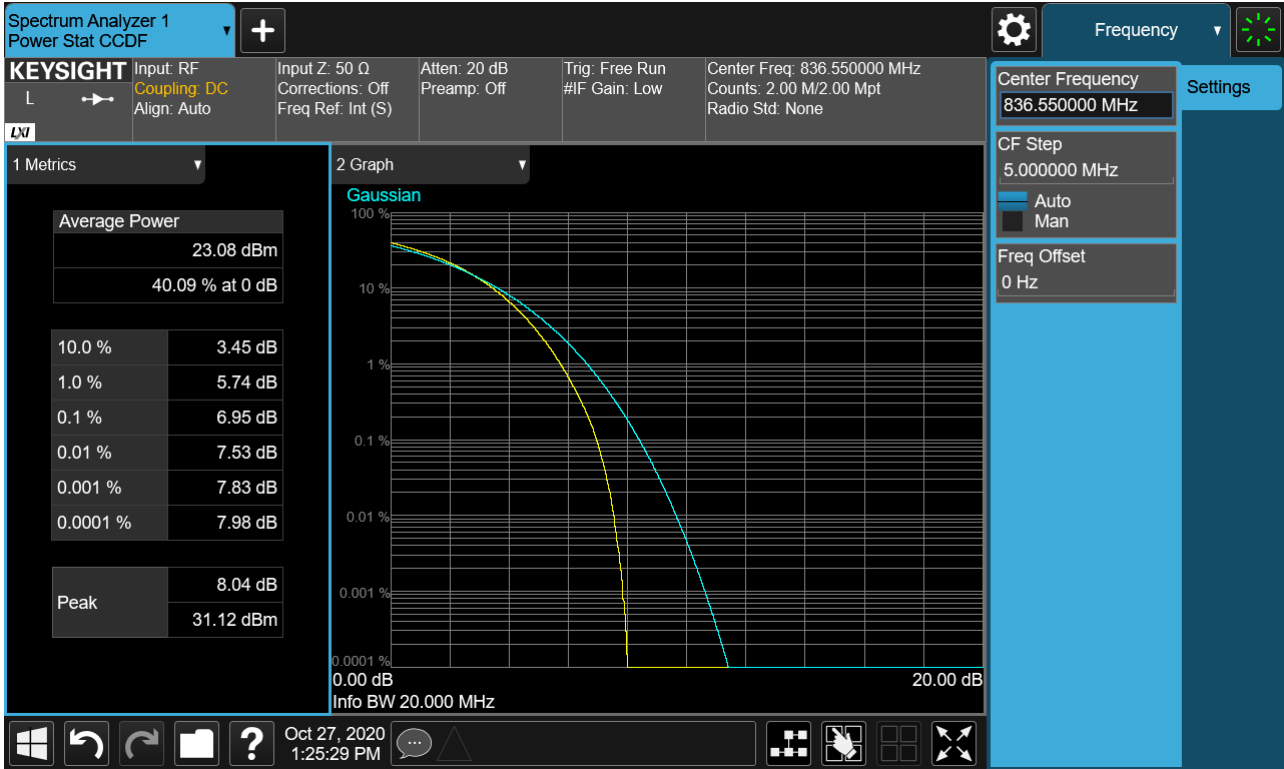 Spectrum Analyzer 1
Power Stat CCDF
Frequency
KEYSIGHT
L
LXI
Input: RF
Coupling: DC
Align: Auto
Input Z: 50 Ω
Corrections: Off
Freq Ref: Int (S)
Atten: 20 dB
Preamp: Off
Trig: Free Run
#IF Gain: Low
Center Freq: 836.550000 MHz
Counts: 2.00 M/2.00 Mpt
Radio Std: None
Center Frequency
836.550000 MHz
Settings
CF Step
5.000000 MHz
Auto
Man
Freq Offset
0 Hz
1 Metrics
Average Power
23.08 dBm
40.09 % at 0 dB
10.0 % 3.45 dB
1.0 % 5.74 dB
0.1 % 6.95 dB
0.01 % 7.53 dB
0.001 % 7.83 dB
0.0001 % 7.98 dB
Peak
8.04 dB
31.12 dBm
2 Graph
Gaussian
100 %
10 %
1 %
0.1 %
0.01 %
0.001 %
0.0001 %
0.00 dB 20.00 dB
Info BW 20.000 MHz
?
Oct 27, 2020
1:25:29 PM